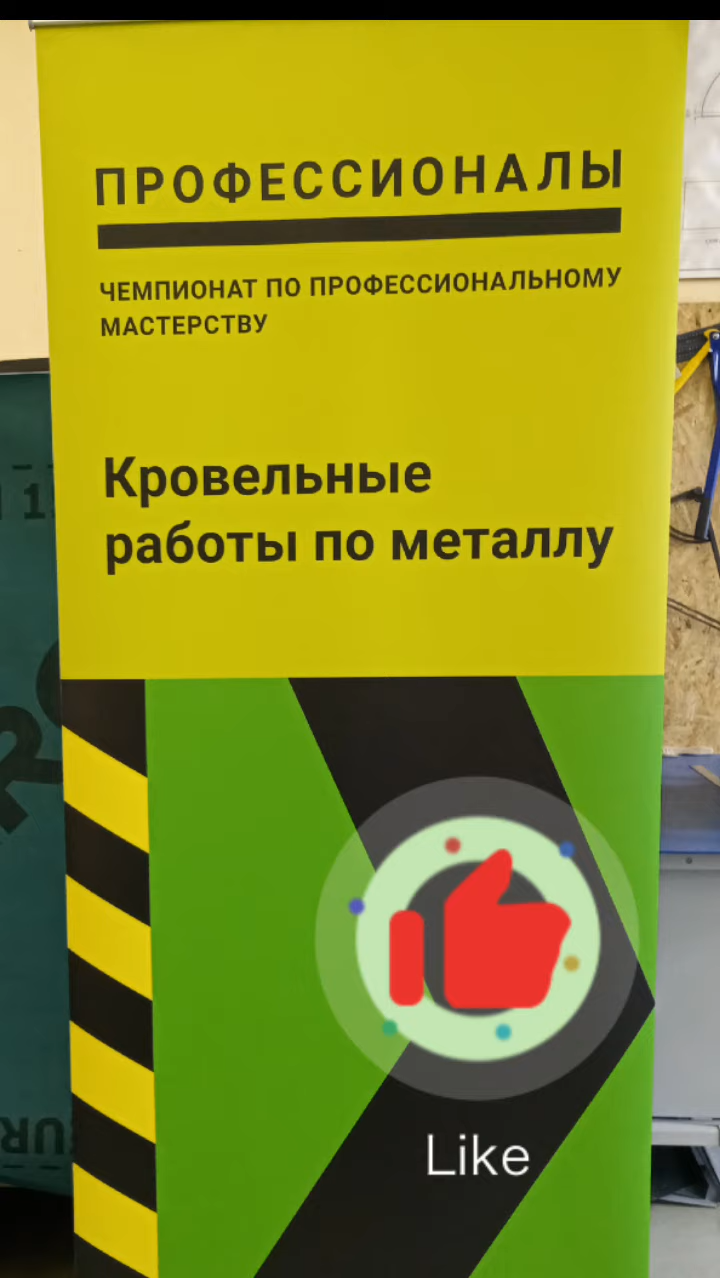 ПРОФЕССИОНАЛЫ
ЧЕМПИОНАТ ПО ПРОФЕССИОНАЛЬНОМУ
МАСТЕРСТВУ
Кровельные
работы по металлу
Like